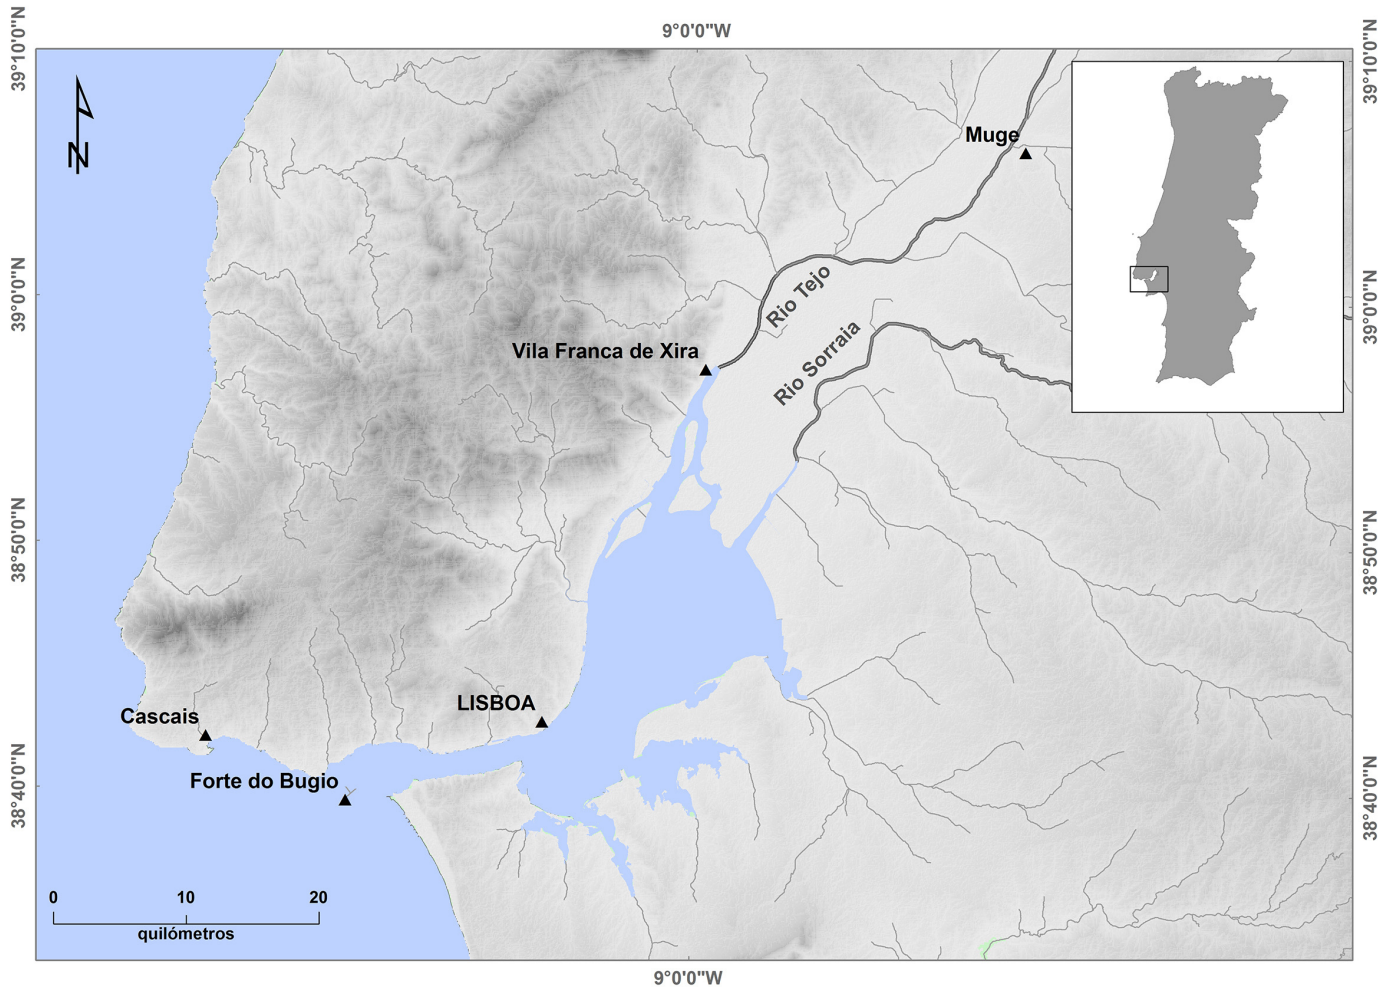 9°0'0"W
39°10'0"N
39°10'0"N
N
Muge
Rio Tejo
39°0'0"N
39°0'0"N
Vila Franca de Xira
Rio Sorraia
38°50'0"N
38°50'0"N
LISBOA
Cascais
Forte do Bugio
38°40'0"N
38°40'0"N
0 10 20
quilómetros
9°0'0"W